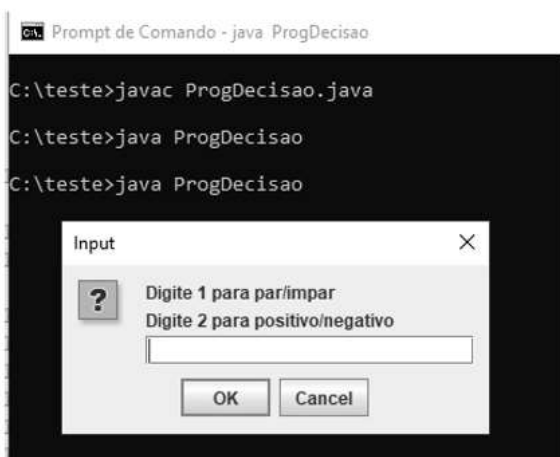 Prompt de Comando - java ProgDecisao
C:\teste>javac ProgDecisao.java
C:\teste>java ProgDecisao
C:\teste>java ProgDecisao
Input
Digite 1 para par/impar
Digite 2 para positivo/negativo
OK Cancel